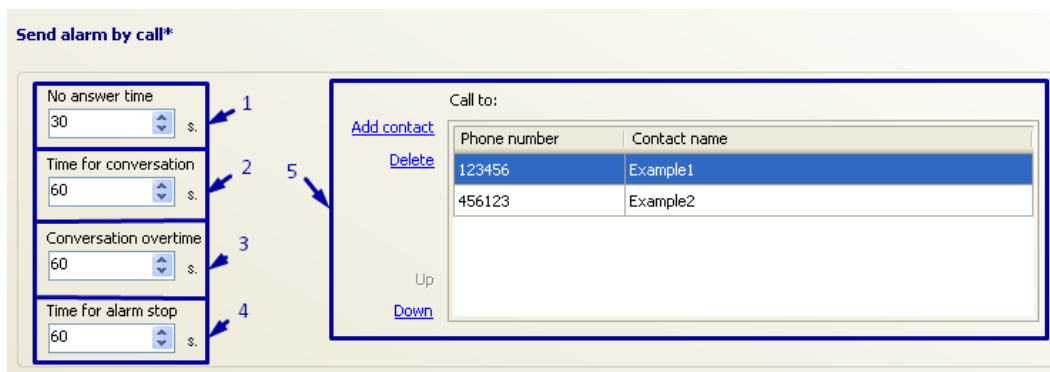 Send alarm by call*
No answer time
30 s.
1
Time for conversation
60 s.
2
Conversation overtime
60 s.
3
Time for alarm stop
60 s.
4
5
Call to:
Add contact
Delete
Up
Down
Phone number Contact name
123456 Example1
456123 Example2